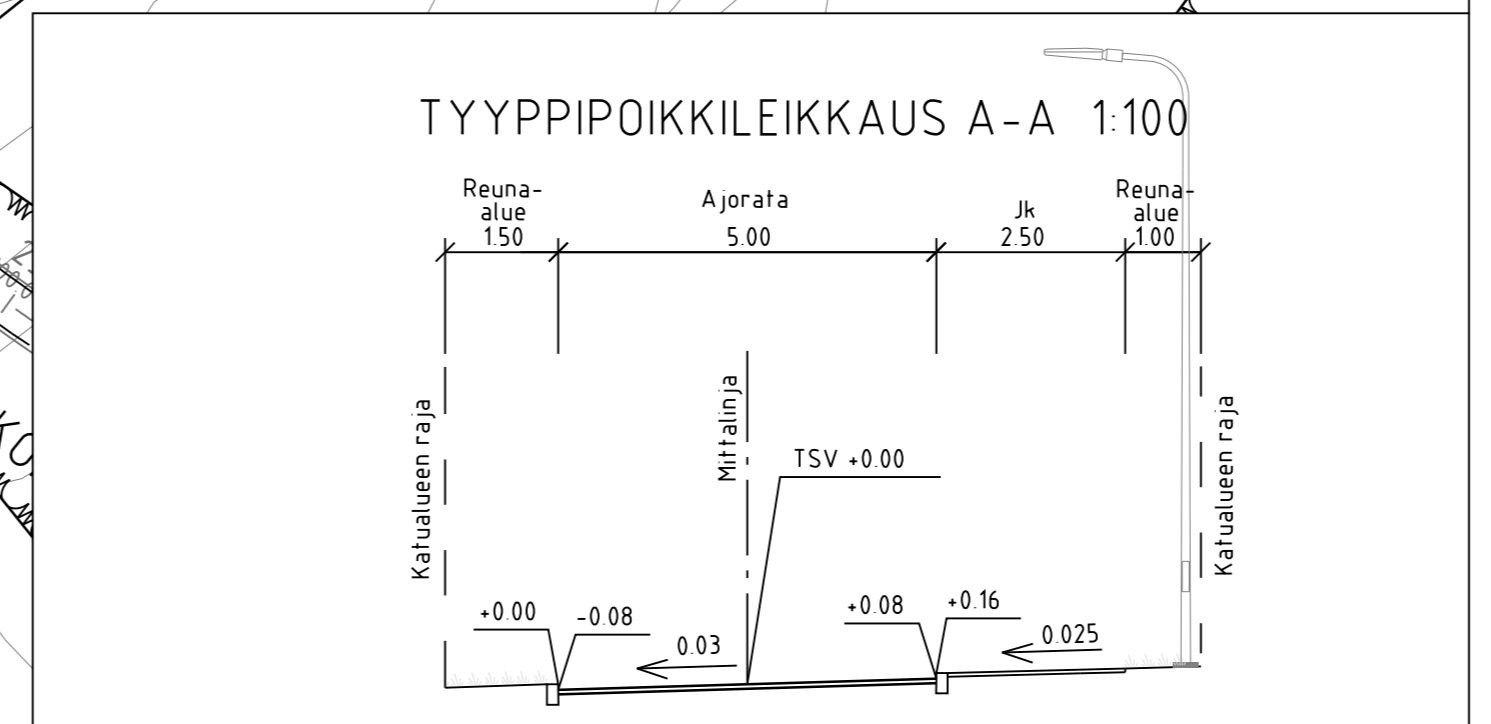 TYYPPIPOIKKILEIKKAUS A-A 1:100
Reuna-
alue
1.50
Ajorata
5.00
Jk
2.50
Reuna-
alue
1.00
Katualueen raja
Mittalinja
TSV +0.00
Katualueen raja
+0.00
-0.08
0.03
+0.08
+0.16
0.025